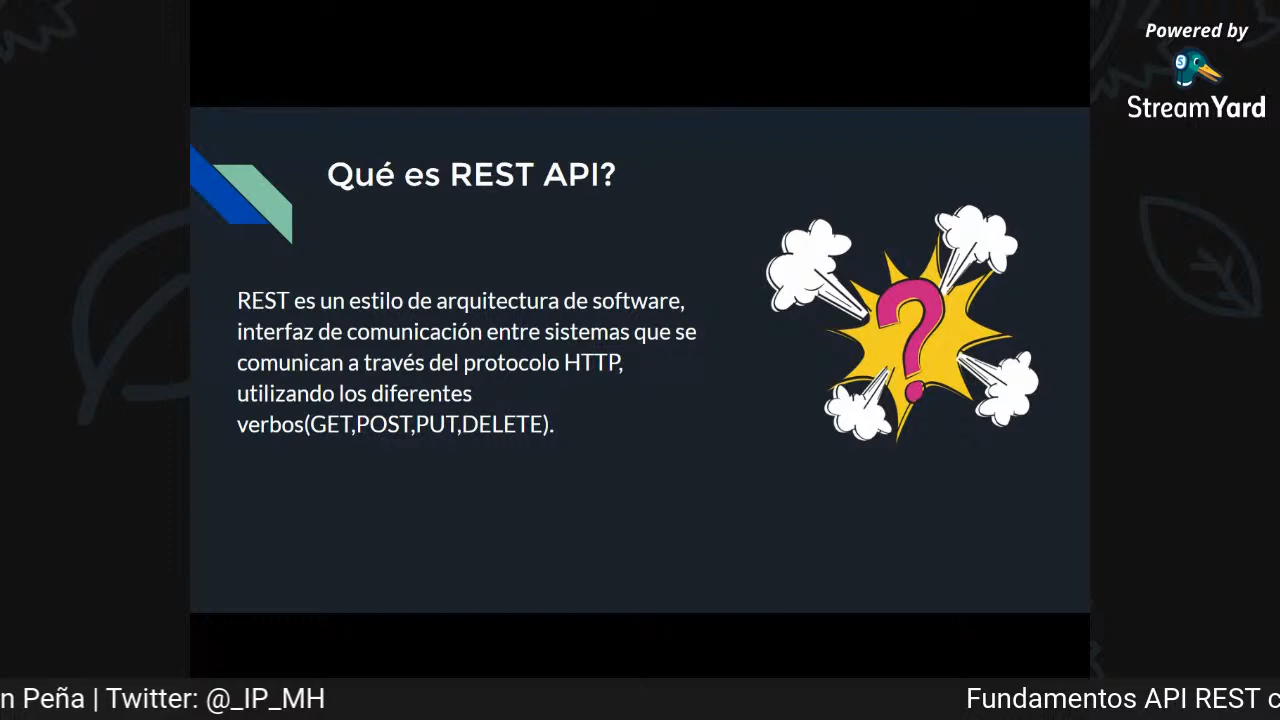 Powered by
StreamYard
Qué es REST API?
REST es un estilo de arquitectura de software,
interfaz de comunicación entre sistemas que se
comunican a través del protocolo HTTP,
utilizando los diferentes
verbos(GET,POST,PUT,DELETE).
n Peña | Twitter: @_IP_MH
Fundamentos API REST c